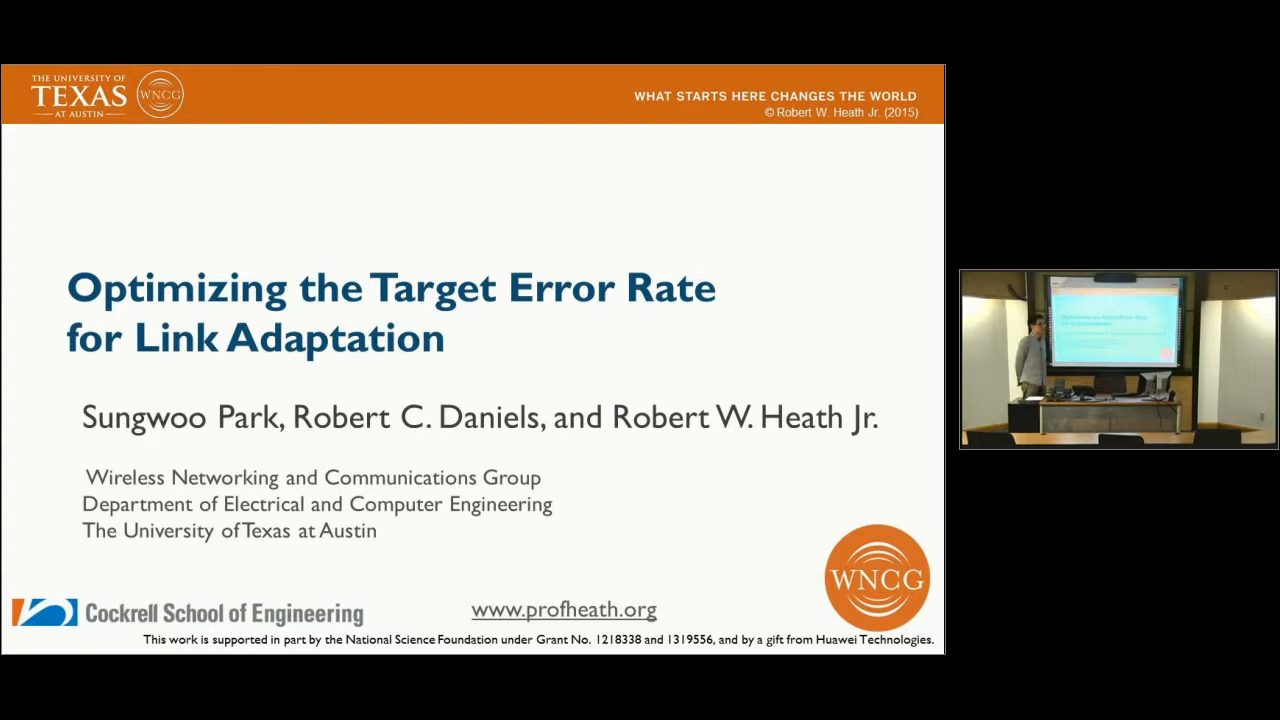 THE UNIVERSITY OF
TEXAS
AT AUSTIN
WNCG
WHAT STARTS HERE CHANGES THE WORLD
© Robert W. Heath Jr. (2015)
Optimizing the Target Error Rate
for Link Adaptation
Sungwoo Park, Robert C. Daniels, and Robert W. Heath Jr.
Wireless Networking and Communications Group
Department of Electrical and Computer Engineering
The University of Texas at Austin
WNCG
Cockrell School of Engineering
www.profheath.org
This work is supported in part by the National Science Foundation under Grant No. 1218338 and 1319556, and by a gift from Huawei Technologies.